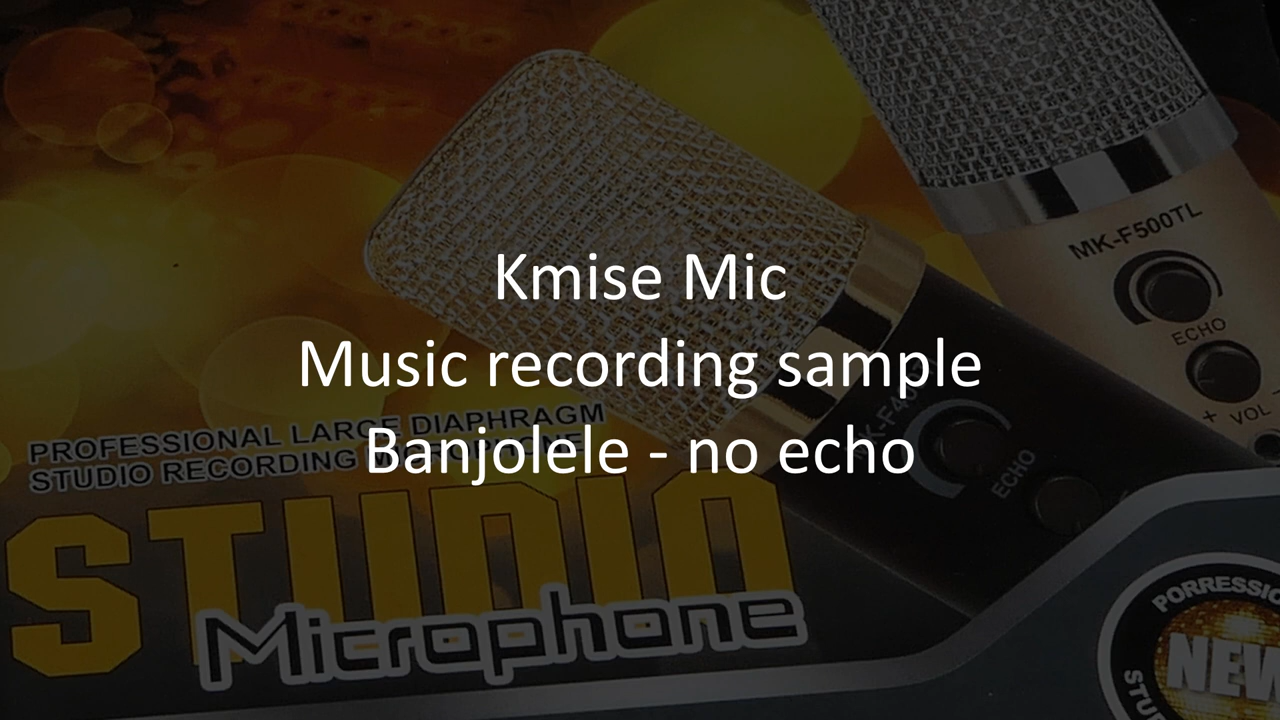 Kmise Mic
Music recording sample
Banjolele - no echo
MK-F500TL
ECHO
+ VOL -
ECHO
PROFESSIONAL LARGE DIAPHRAGM
STUDIO RECORDING MICROPHONE
STUDIO
Microphone
NEW